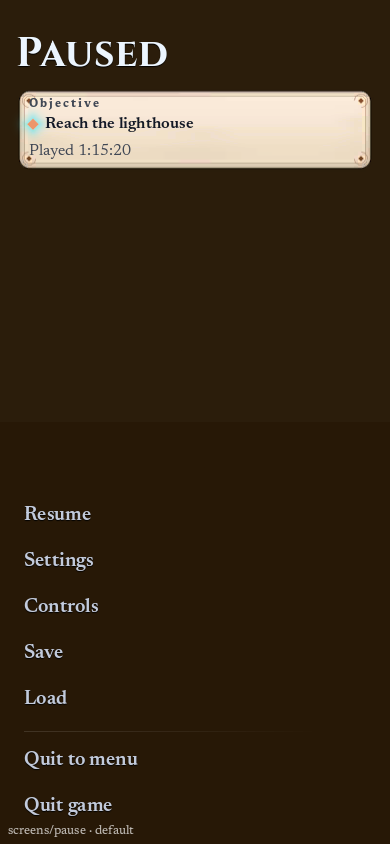 Paused
Objective
Reach the lighthouse
Played 1:15:20
Resume
Settings
Controls
Save
Load
Quit to menu
Quit game
screens/pause · default